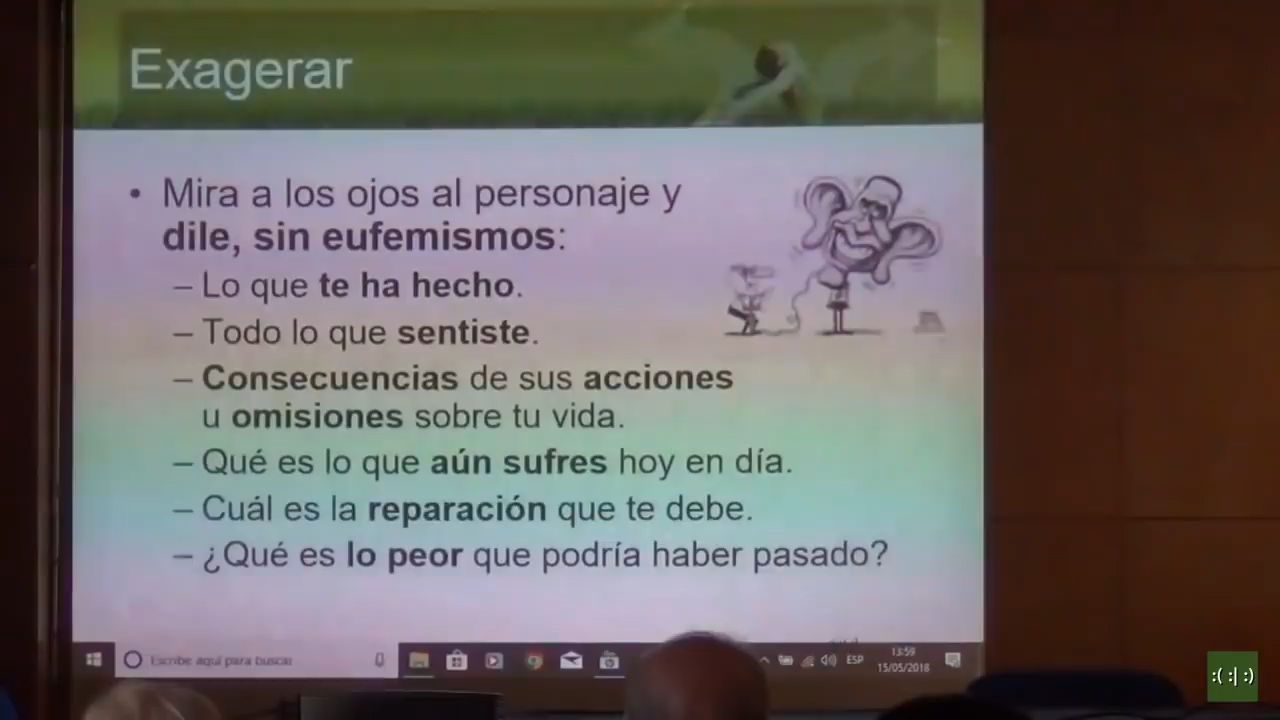 Exagerar
• Mira a los ojos al personaje y
dile, sin eufemismos:
– Lo que te ha hecho.
– Todo lo que sentiste.
– Consecuencias de sus acciones
u omisiones sobre tu vida.
– Qué es lo que aún sufres hoy en día.
– Cuál es la reparación que te debe.
– ¿Qué es lo peor que podría haber pasado?
Escribe aquí para buscar
ESP
13:59
15/05/2018
:( :| :)